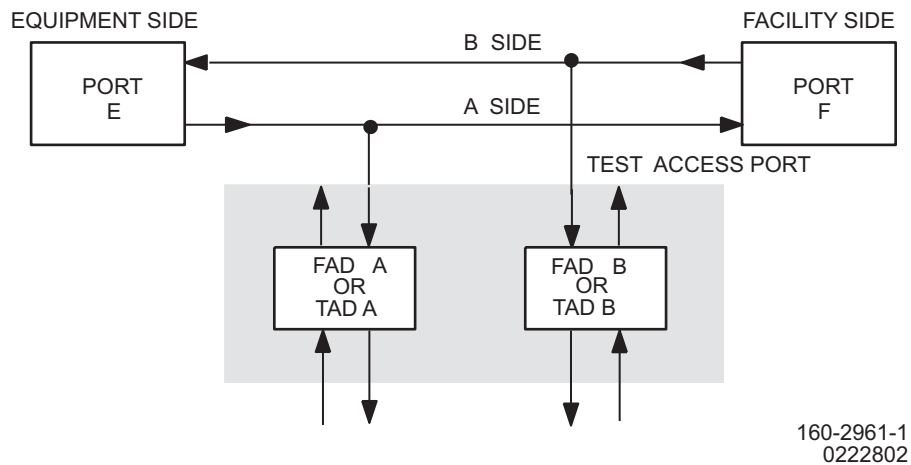 EQUIPMENT SIDE
FACILITY SIDE
B SIDE
PORT
E
PORT
F
A SIDE
TEST ACCESS PORT
FAD A
OR
TAD A
FAD B
OR
TAD B
160-2961-1
0222802